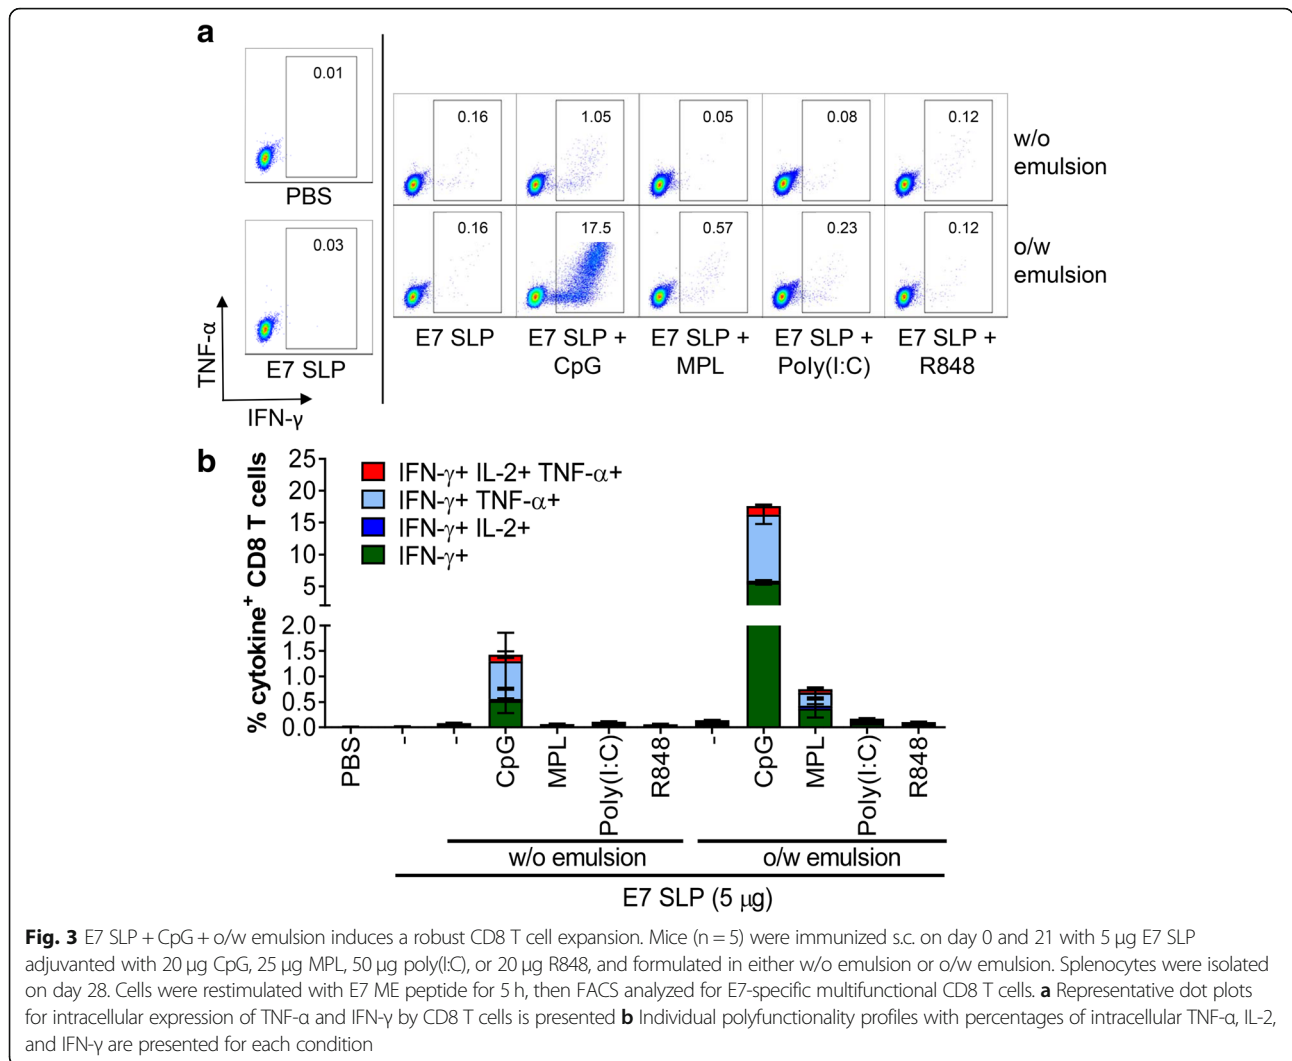 a
0.01
PBS
0.03
E7 SLP
TNF-α
IFN-γ
0.16 1.05 0.05 0.08 0.12
w/o
emulsion
0.16 17.5 0.57 0.23 0.12
o/w
emulsion
E7 SLP E7 SLP + E7 SLP + E7 SLP + E7 SLP +
CpG MPL Poly(I:C) R848
b
% cytokine⁺ CD8 T cells
25
20
15
10
5
2.0
1.5
1.0
0.5
0.0
IFN-γ+ IL-2+ TNF-α+
IFN-γ+ TNF-α+
IFN-γ+ IL-2+
IFN-γ+
PBS - - CpG MPL Poly(I:C) R848 - CpG MPL Poly(I:C) R848
w/o emulsion o/w emulsion
E7 SLP (5 μg)
Fig. 3 E7 SLP + CpG + o/w emulsion induces a robust CD8 T cell expansion. Mice (n = 5) were immunized s.c. on day 0 and 21 with 5 μg E7 SLP
adjuvanted with 20 μg CpG, 25 μg MPL, 50 μg poly(I:C), or 20 μg R848, and formulated in either w/o emulsion or o/w emulsion. Splenocytes were isolated
on day 28. Cells were restimulated with E7 ME peptide for 5 h, then FACS analyzed for E7-specific multifunctional CD8 T cells. a Representative dot plots
for intracellular expression of TNF-α and IFN-γ by CD8 T cells is presented b Individual polyfunctionality profiles with percentages of intracellular TNF-α, IL-2,
and IFN-γ are presented for each condition